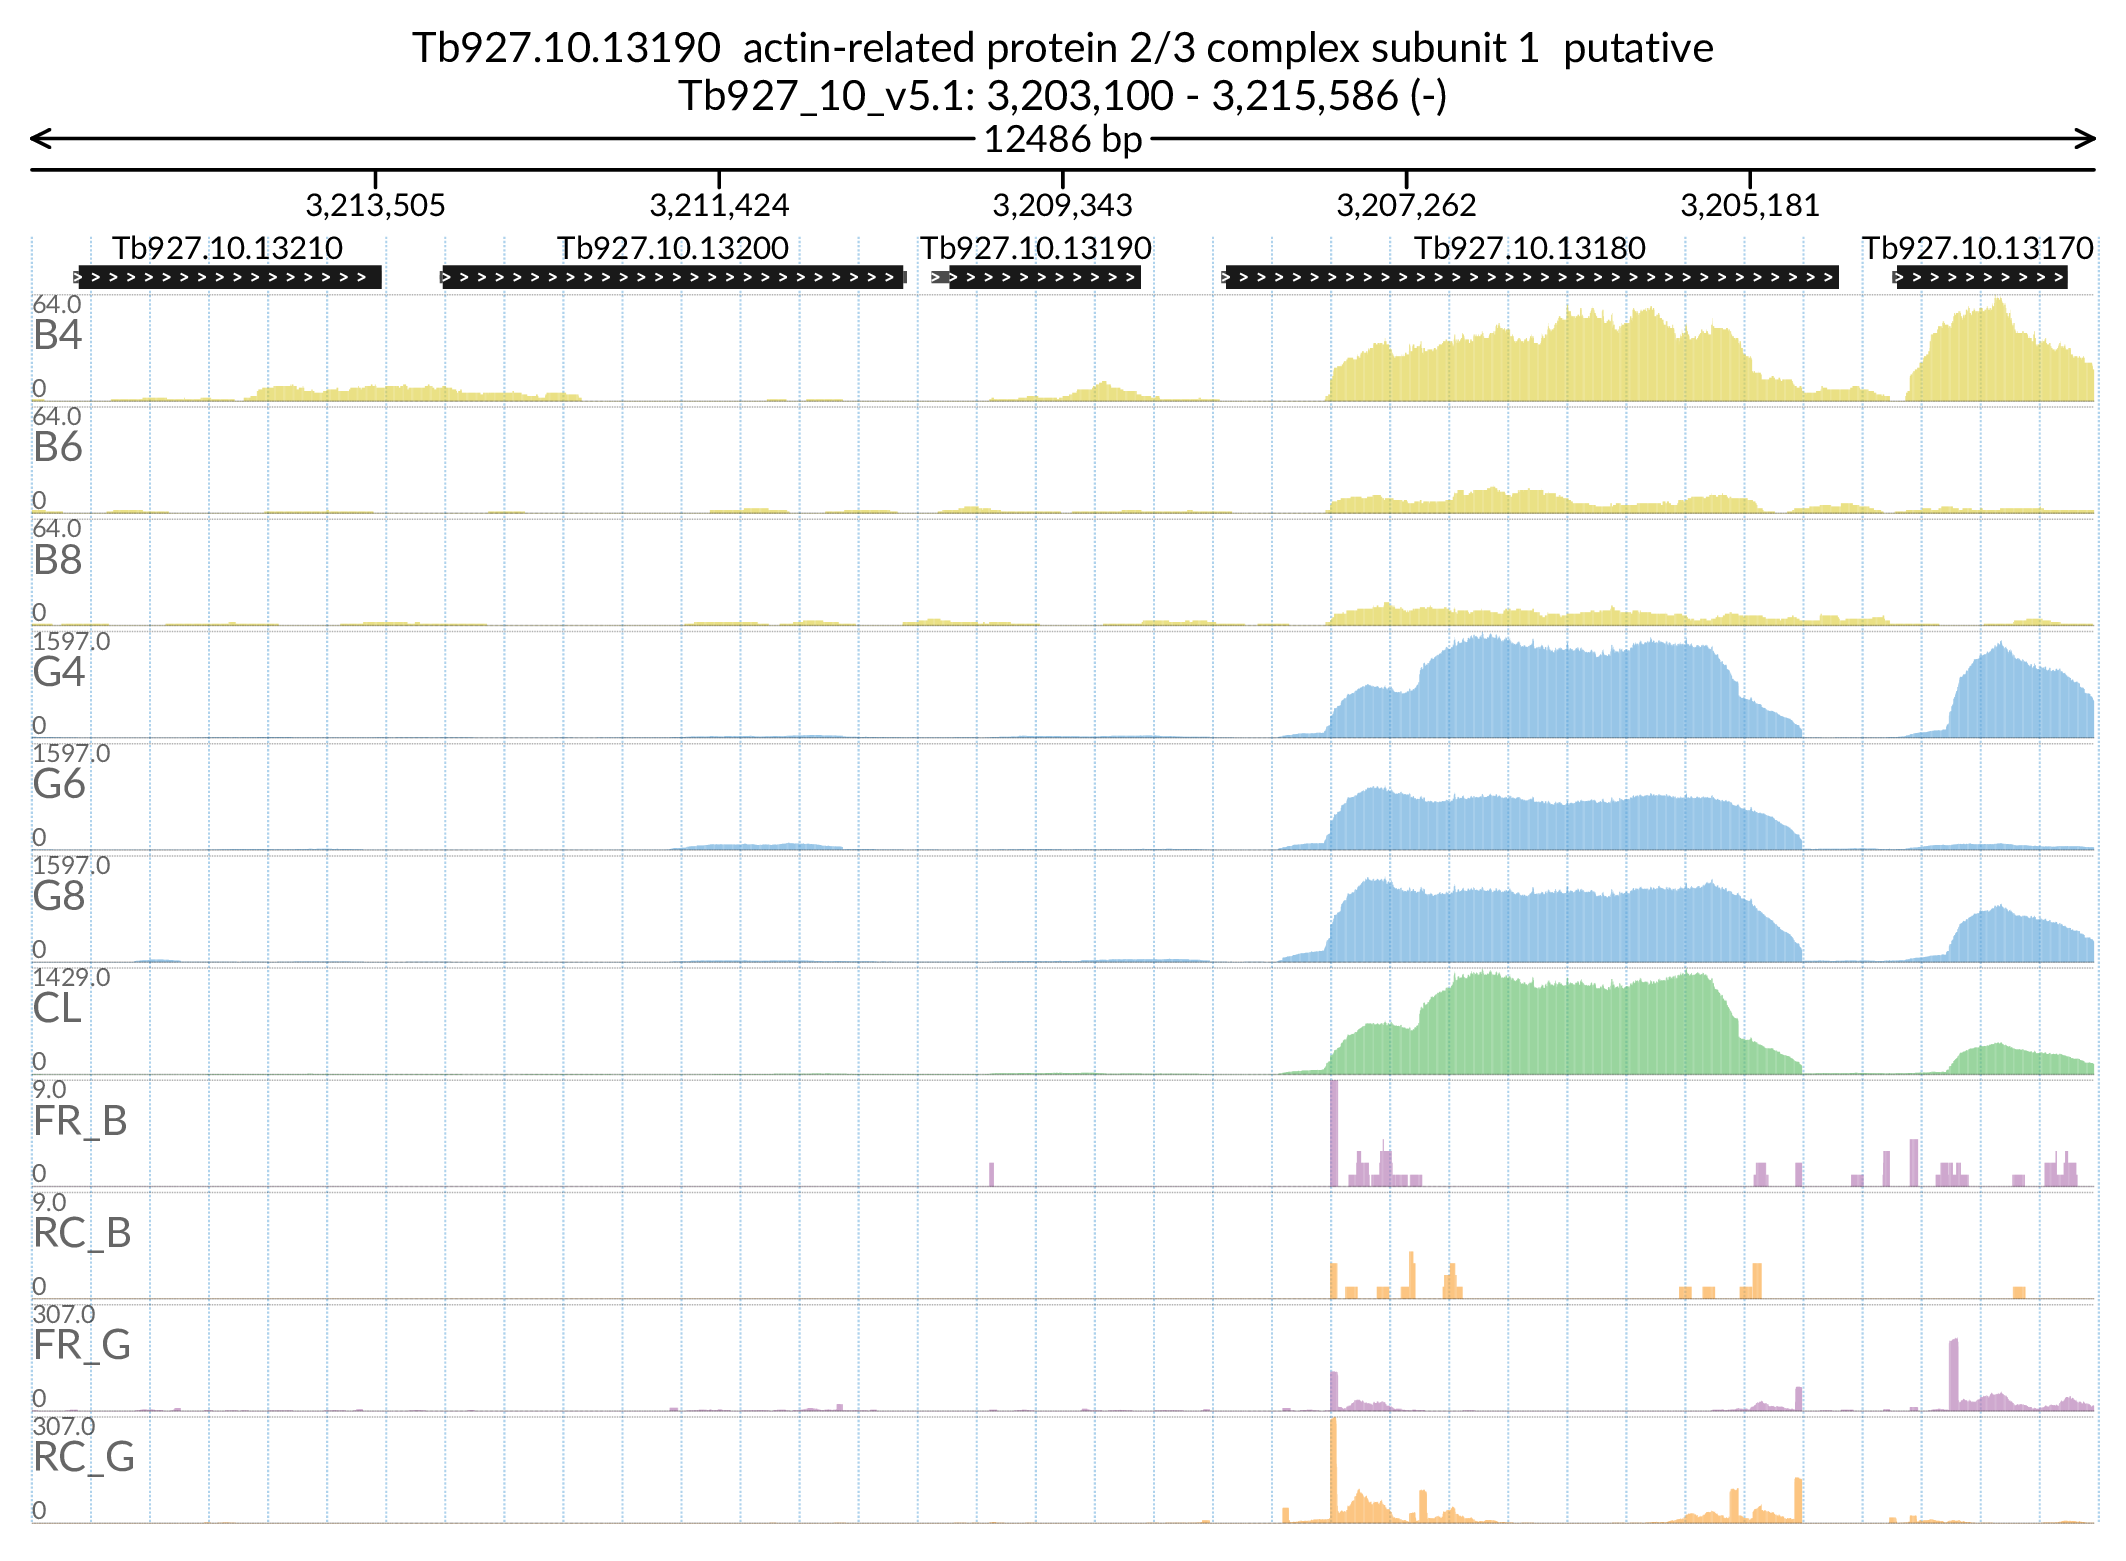 Tb927.10.13190 actin-related protein 2/3 complex subunit 1 putative
Tb927_10_v5.1: 3,203,100 - 3,215,586 (-)
12486 bp
3,213,505 3,211,424 3,209,343 3,207,262 3,205,181
Tb927.10.13210 Tb927.10.13200 Tb927.10.13190 Tb927.10.13180 Tb927.10.13170
64.0
B4
0
64.0
B6
0
64.0
B8
0
1597.0
G4
0
1597.0
G6
0
1597.0
G8
0
1429.0
CL
0
9.0
FR_B
0
9.0
RC_B
0
307.0
FR_G
0
307.0
RC_G
0